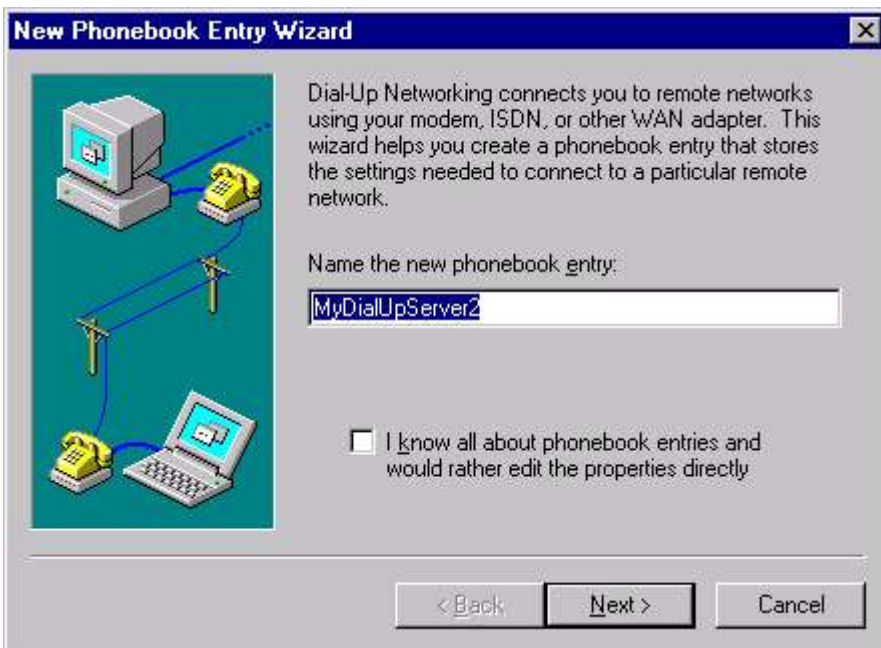 New Phonebook Entry Wizard
Dial-Up Networking connects you to remote networks
using your modem, ISDN, or other WAN adapter.  This
wizard helps you create a phonebook entry that stores
the settings needed to connect to a particular remote
network.
Name the new phonebook entry:
MyDialUpServer2
I know all about phonebook entries and
would rather edit the properties directly
< Back
Next >
Cancel